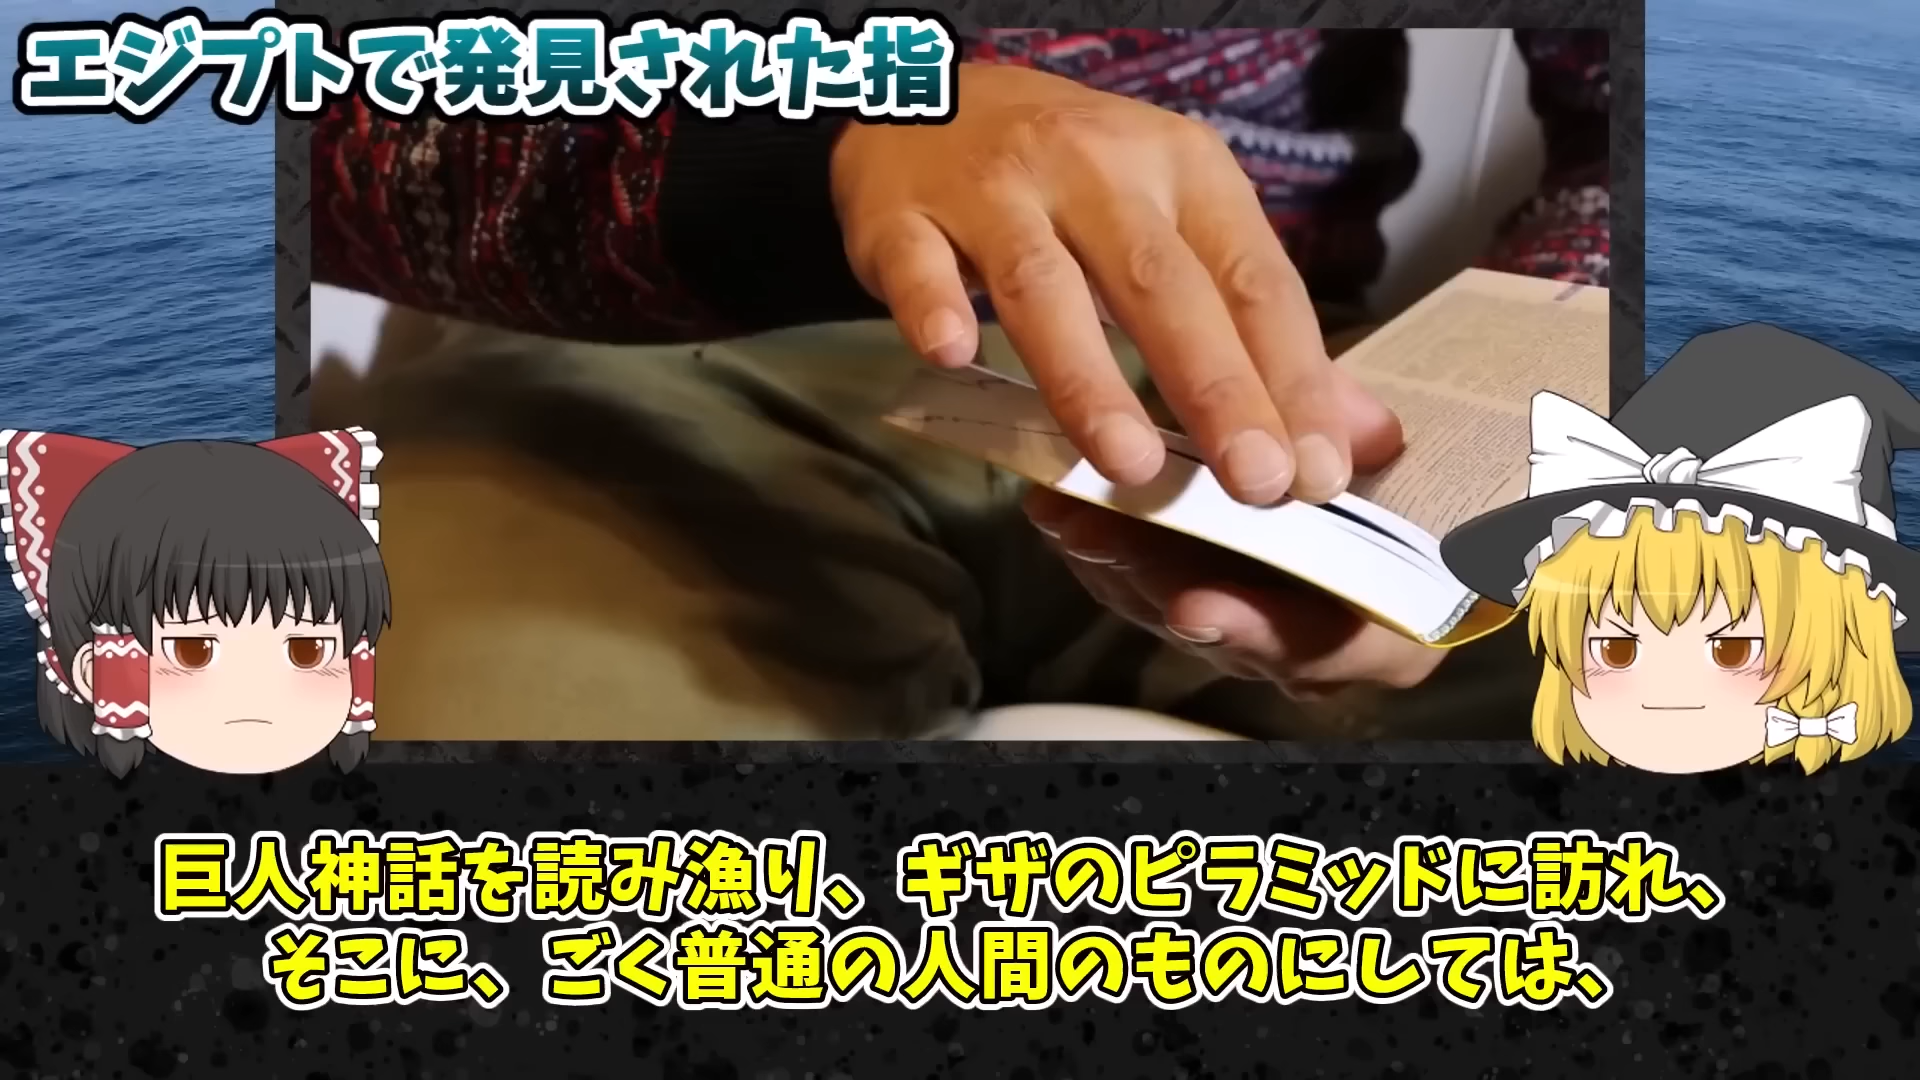 エジプトで発見された指
巨人神話を読み漁り、ギザのピラミッドに訪れ、
そこに、ごく普通の人間のものにしては、